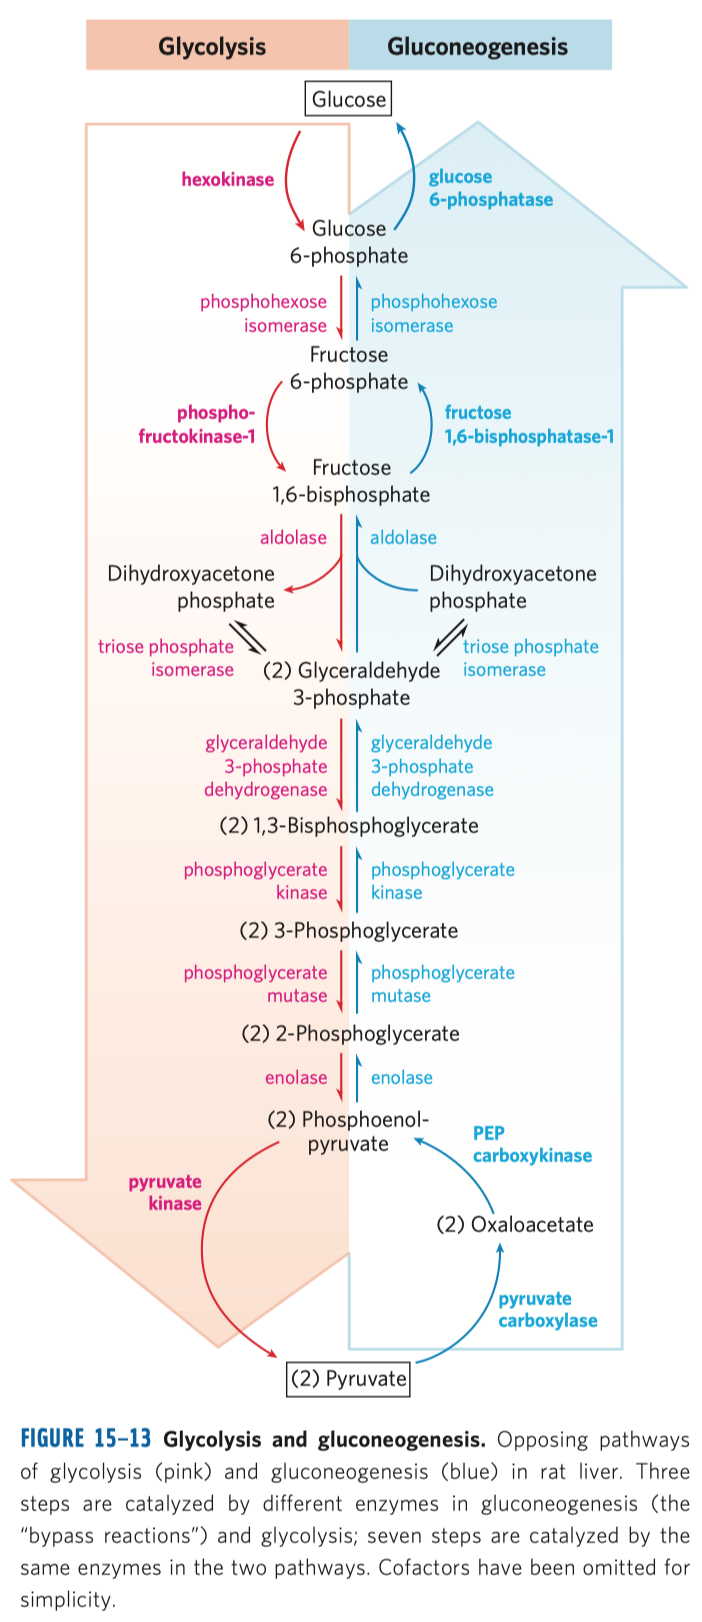 Glycolysis
Gluconeogenesis
Glucose
hexokinase
glucose
6-phosphatase
Glucose
6-phosphate
phosphohexose
isomerase
phosphohexose
isomerase
Fructose
6-phosphate
phospho-
fructokinase-1
fructose
1,6-bisphosphatase-1
Fructose
1,6-bisphosphate
aldolase
aldolase
Dihydroxyacetone
phosphate
Dihydroxyacetone
phosphate
triose phosphate
isomerase
triose phosphate
isomerase
(2) Glyceraldehyde
3-phosphate
glyceraldehyde
3-phosphate
dehydrogenase
glyceraldehyde
3-phosphate
dehydrogenase
(2) 1,3-Bisphosphoglycerate
phosphoglycerate
kinase
phosphoglycerate
kinase
(2) 3-Phosphoglycerate
phosphoglycerate
mutase
phosphoglycerate
mutase
(2) 2-Phosphoglycerate
enolase
enolase
(2) Phosphoenol-
pyruvate
PEP
carboxykinase
pyruvate
kinase
(2) Oxaloacetate
pyruvate
carboxylase
(2) Pyruvate
FIGURE 15–13 Glycolysis and gluconeogenesis. Opposing pathways
of glycolysis (pink) and gluconeogenesis (blue) in rat liver. Three
steps are catalyzed by different enzymes in gluconeogenesis (the
“bypass reactions”) and glycolysis; seven steps are catalyzed by the
same enzymes in the two pathways. Cofactors have been omitted for
simplicity.